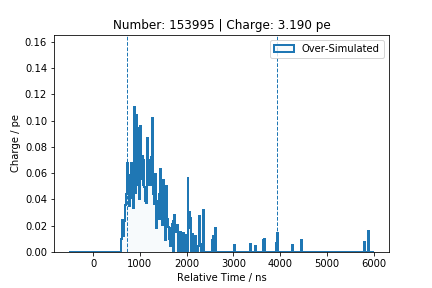 Number: 153995 | Charge: 3.190 pe
Over-Simulated
0.16
0.14
0.12
0.10
0.08
0.06
0.04
0.02
0.00
Charge / pe
0 1000 2000 3000 4000 5000 6000
Relative Time / ns